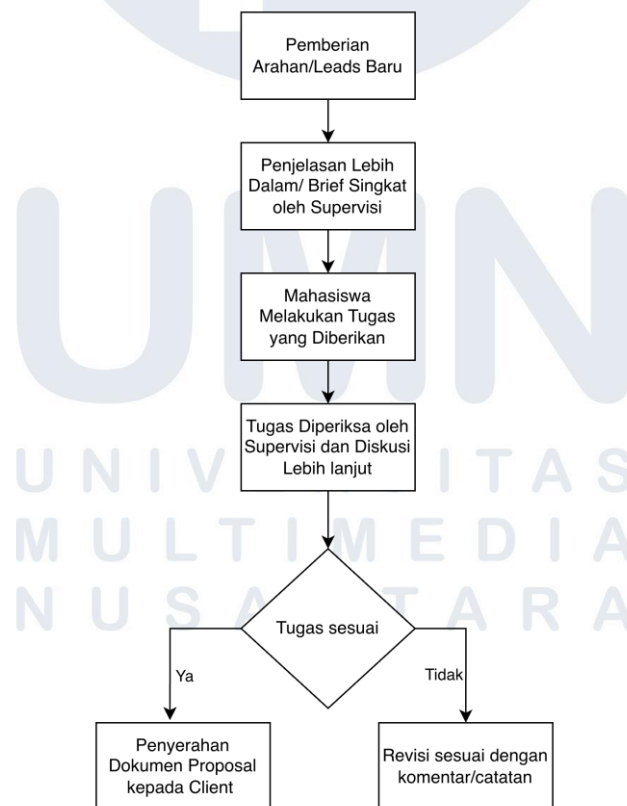 Pemberian
Arahan/Leads Baru
Penjelasan Lebih
Dalam/ Brief Singkat
oleh Supervisi
Mahasiswa
Melakukan Tugas
yang Diberikan
Tugas Diperiksa oleh
Supervisi dan Diskusi
Lebih lanjut
Tugas sesuai
Ya
Tidak
Penyerahan
Dokumen Proposal
kepada Client
Revisi sesuai dengan
komentar/catatan
UMN
UNIVERSITAS
MULTIMEDIA
NUSANTARA